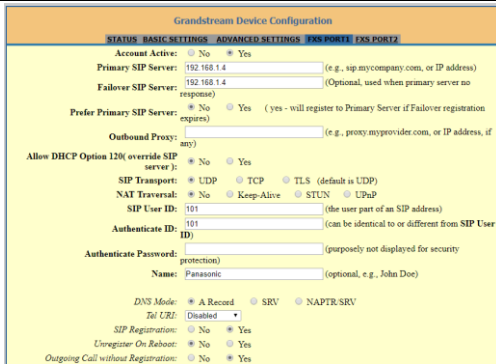 Grandstream Device Configuration
STATUS BASIC SETTINGS ADVANCED SETTINGS FXS PORT1 FXS PORT2
Account Active: No Yes
Primary SIP Server: 192.168.1.4 (e.g., sip.mycompany.com, or IP address)
Failover SIP Server: 192.168.1.4 (Optional, used when primary server no
response)
Prefer Primary SIP Server: No Yes ( yes - will register to Primary Server if Failover registration
expires)
Outbound Proxy: (e.g., proxy.myprovider.com, or IP address, if
any)
Allow DHCP Option 120( override SIP
server ): No Yes
SIP Transport: UDP TCP TLS (default is UDP)
NAT Traversal: No Keep-Alive STUN UPnP
SIP User ID: 101 (the user part of an SIP address)
Authenticate ID: 101 (can be identical to or different from SIP User
ID)
Authenticate Password: (purposely not displayed for security
protection)
Name: Panasonic (optional, e.g., John Doe)
DNS Mode: A Record SRV NAPTR/SRV
Tel URI: Disabled
SIP Registration: No Yes
Unregister On Reboot: No Yes
Outgoing Call without Registration: No Yes